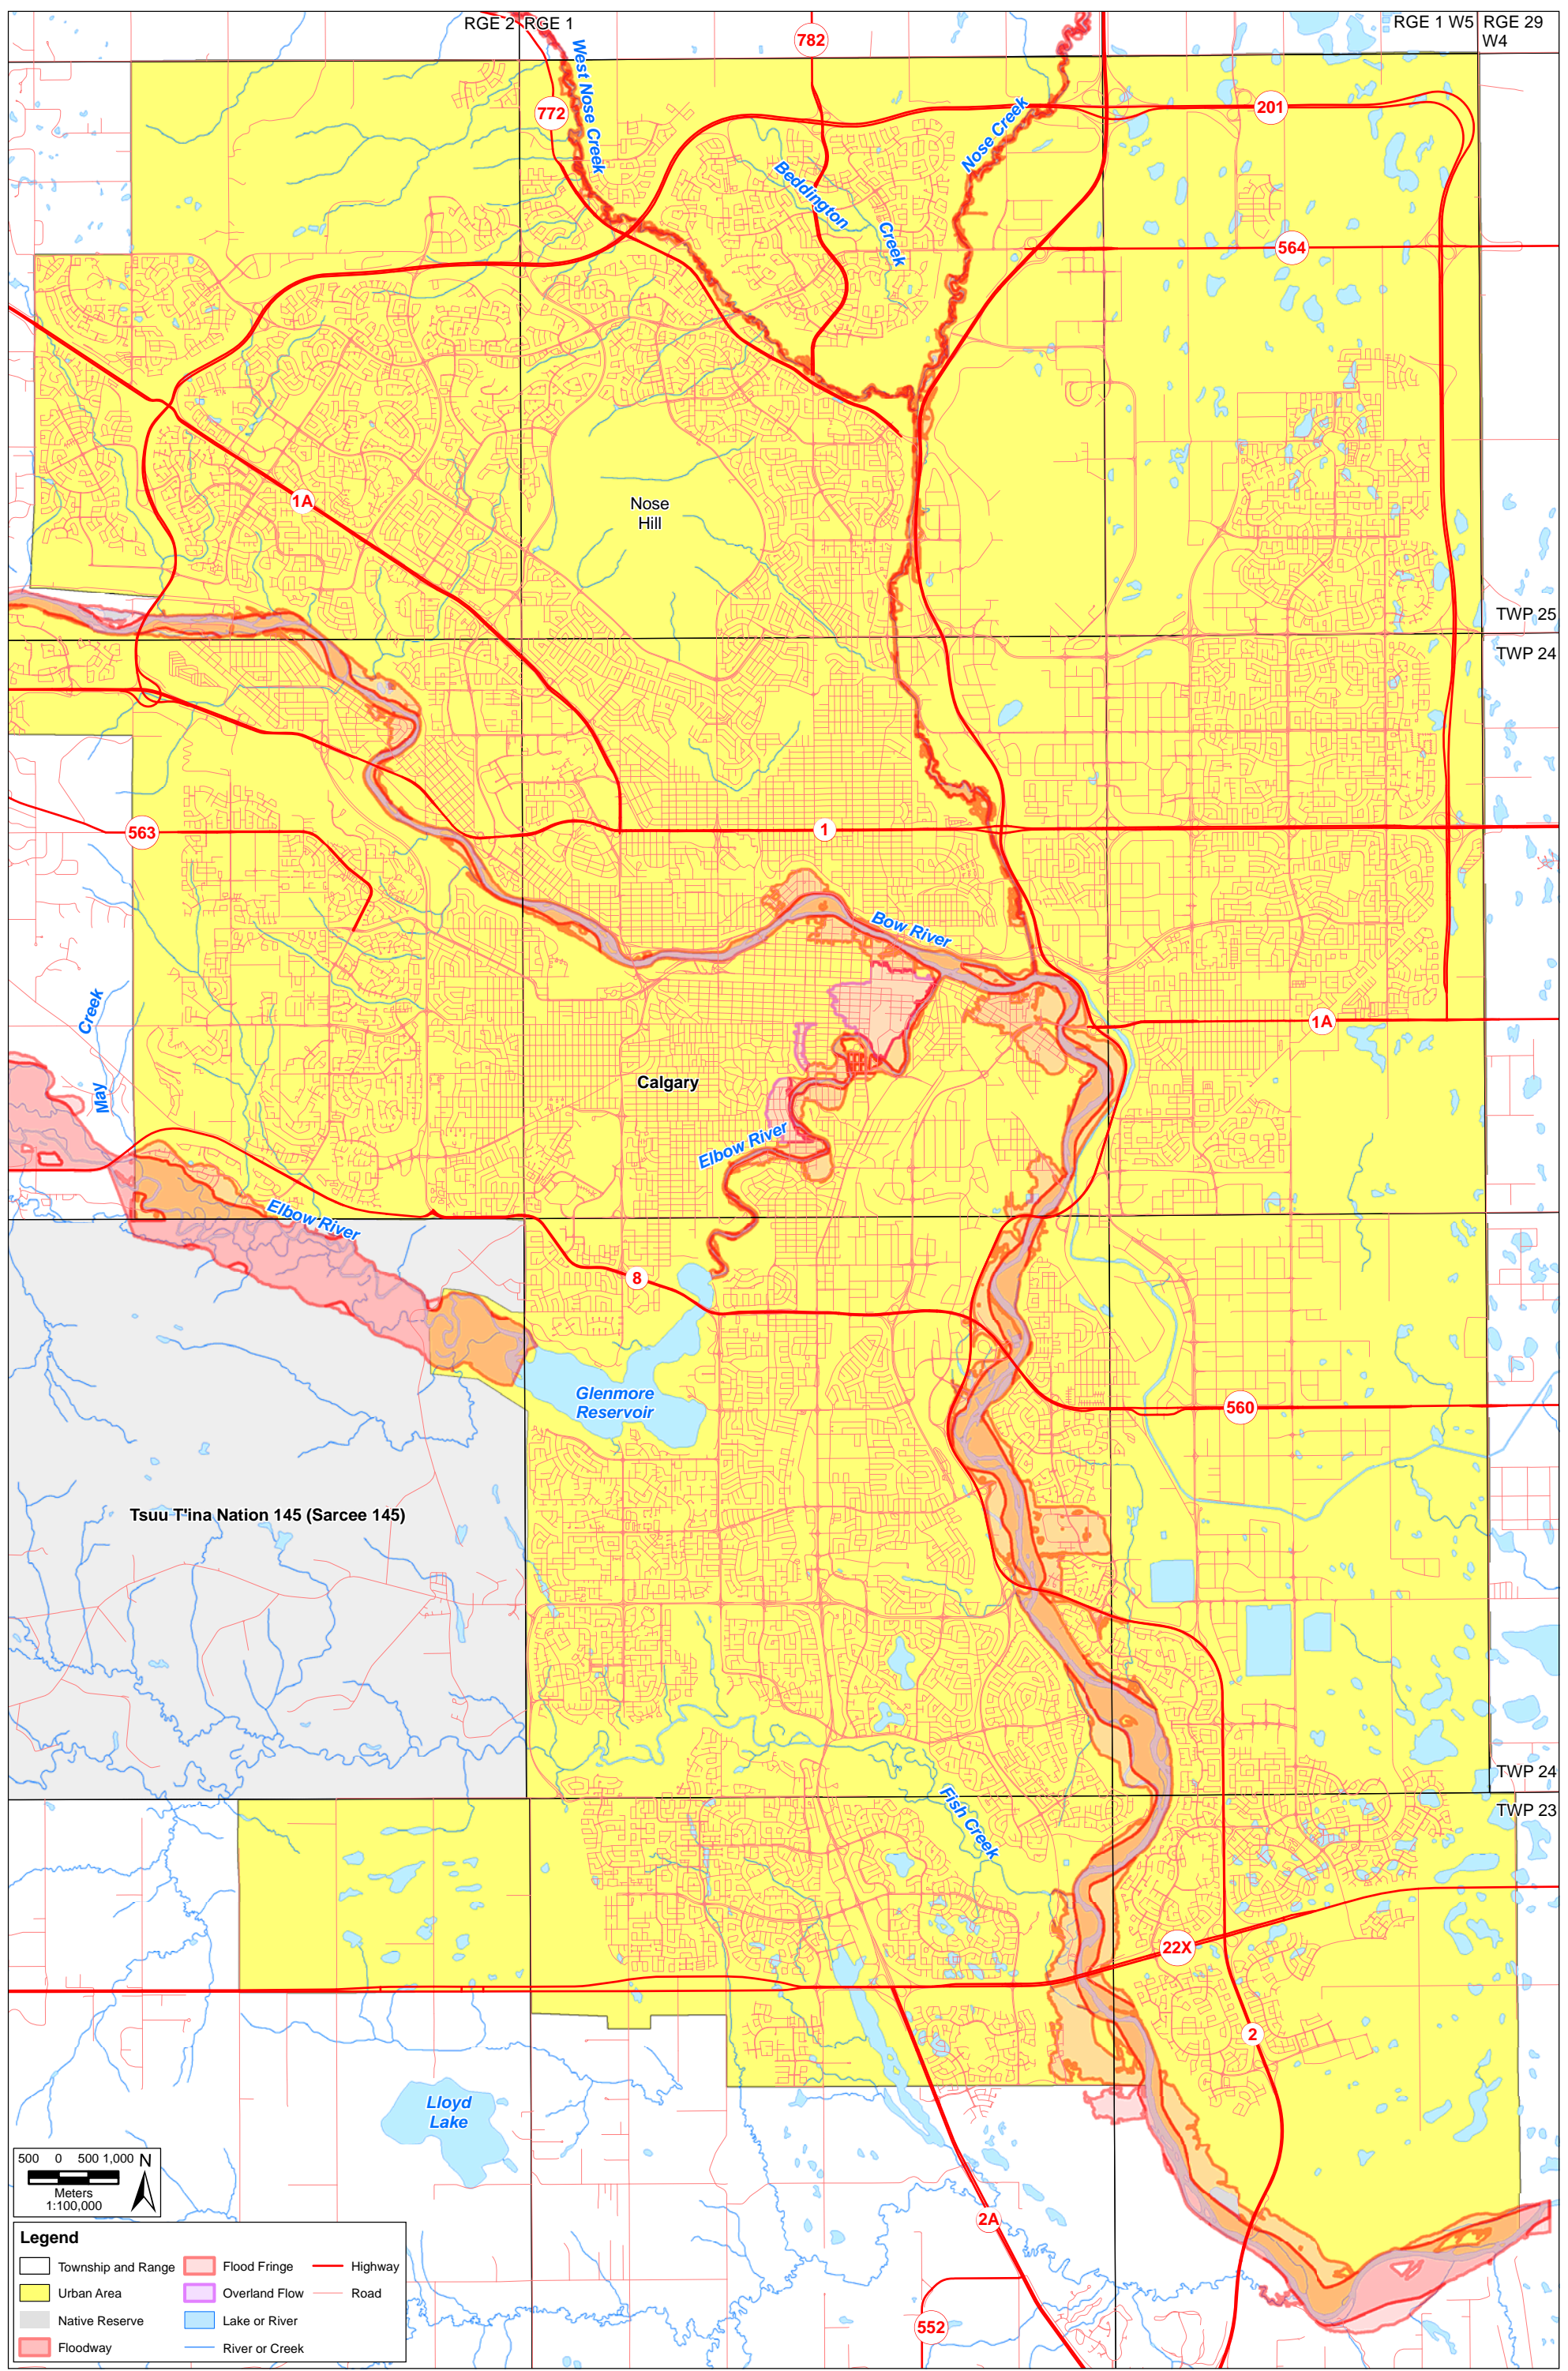 RGE 2
RGE 1
RGE 1 W5
RGE 29
W4
782
772
West Nose Creek
201
Nose Creek
Beddington
Creek
564
1A
Nose
Hill
TWP 25
TWP 24
563
1
Bow River
May
Creek
1A
Calgary
Elbow River
Elbow River
8
Glenmore
Reservoir
560
Tsuu T'ina Nation 145 (Sarcee 145)
TWP 24
TWP 23
Fish Creek
22X
2
Lloyd
Lake
2A
552
500 0 500 1,000 N
Meters
1:100,000
Legend
Township and Range
Flood Fringe
Highway
Urban Area
Overland Flow
Road
Native Reserve
Lake or River
Floodway
River or Creek